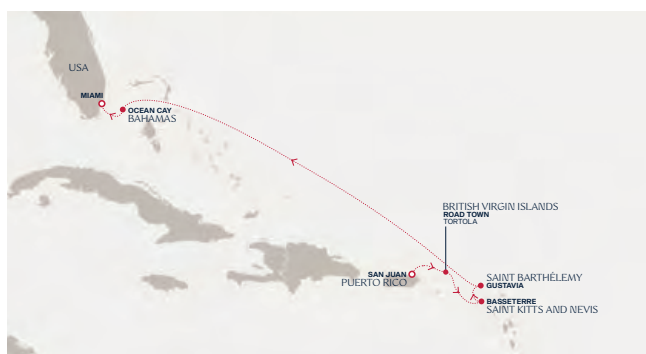 USA
MIAMI
OCEAN CAY
BAHAMAS
BRITISH VIRGIN ISLANDS
ROAD TOWN
TORTOLA
SAN JUAN
PUERTO RICO
SAINT BARTHÉLEMY
GUSTAVIA
BASSETERRE
SAINT KITTS AND NEVIS